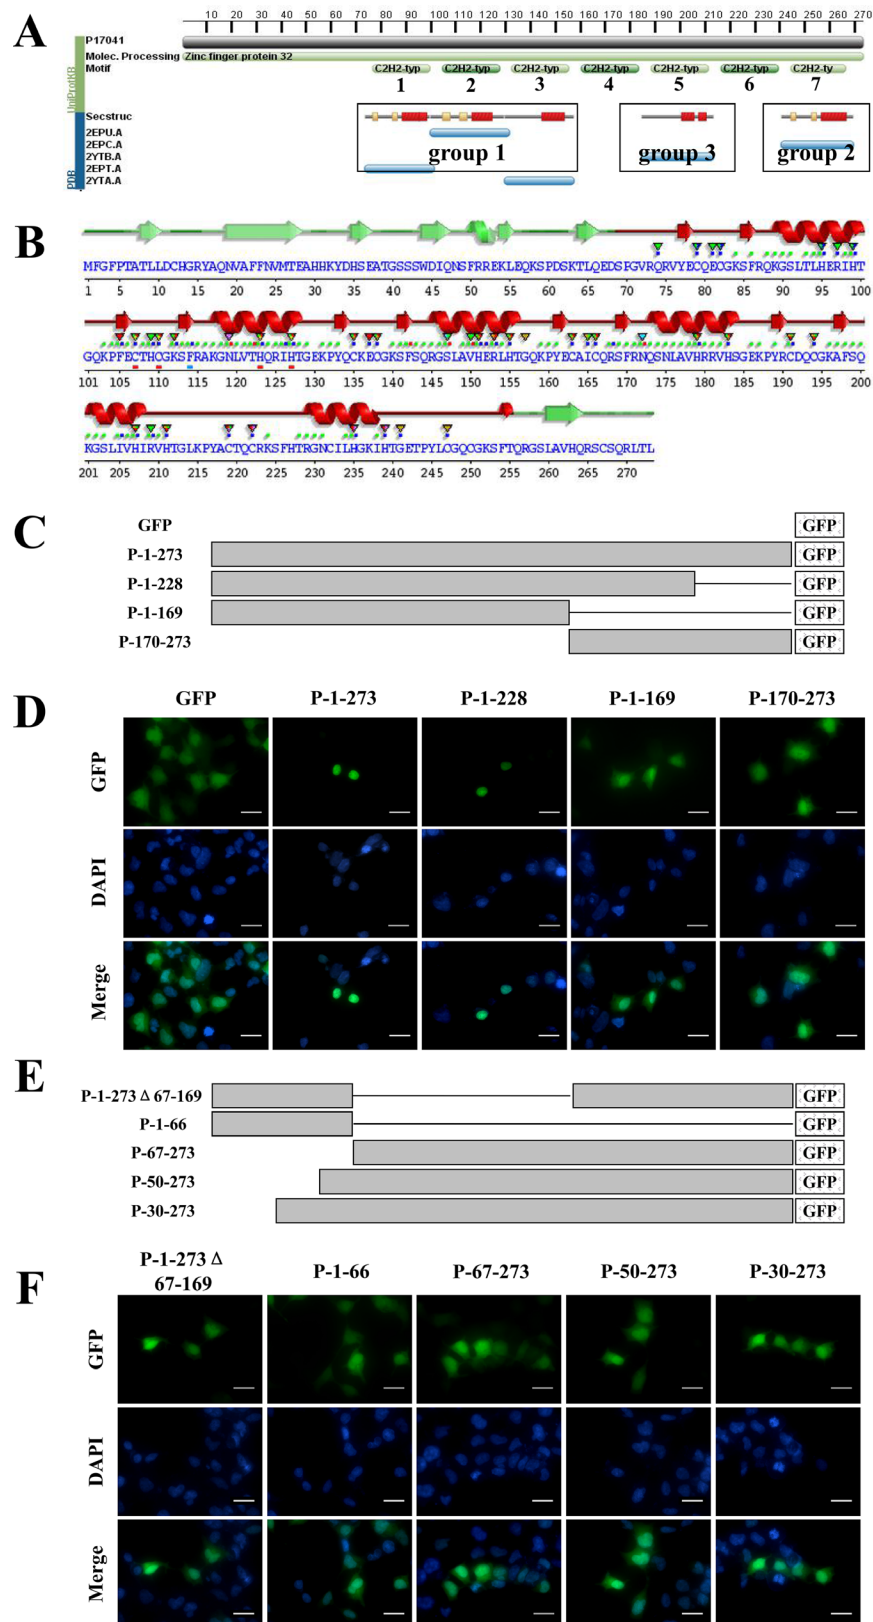 A
10 20 30 40 50 60 70 80 90 100 110 120 130 140 150 160 170 180 190 200 210 220 230 240 250 260 270
P17041
Molec. Processing Zinc finger protein 32
Motif C2H2-typ C2H2-typ C2H2-typ C2H2-typ C2H2-typ C2H2-typ C2H2-ty
1 2 3 4 5 6 7
UniProtKB
Secstruc
2EPU.A
2EPC.A
2YTB.A
2EPT.A
2YTA.A
PDB
group 1 group 3 group 2
B
MFGFPTATLLDCHGRYAQNVAFFNVMTEAHHKYDHSEATGSSSWDIQNSFRREKLEQKSPDSKTLQEDSPGVRQRVYECQECGKSFRQKGSLTLHERIHT
1 5 10 15 20 25 30 35 40 45 50 55 60 65 70 75 80 85 90 95 100
GQKPFECTHCGKSFRAKGNLVTHQRIHTGEKPYQCKECGKSFSQRGSLAVHERLHTGQKPYECAICQRSFRNQSNLAVHRRVHSGEKPYRCDQCGKAFSQ
101 105 110 115 120 125 130 135 140 145 150 155 160 165 170 175 180 185 190 195 200
KGSLIVHIRVHTGLKPYACTQCRKSFHTRGNCILHGKIHTGETPYLCGQCGKSFTQRGSLAVHQRSCSQRLTL
201 205 210 215 220 225 230 235 240 245 250 255 260 265 270
C
GFP GFP
P-1-273 GFP
P-1-228 GFP
P-1-169 GFP
P-170-273 GFP
D
GFP P-1-273 P-1-228 P-1-169 P-170-273
GFP
DAPI
Merge
E
P-1-273 Δ 67-169 GFP
P-1-66 GFP
P-67-273 GFP
P-50-273 GFP
P-30-273 GFP
F
P-1-273 Δ
67-169
P-1-66 P-67-273 P-50-273 P-30-273
GFP
DAPI
Merge